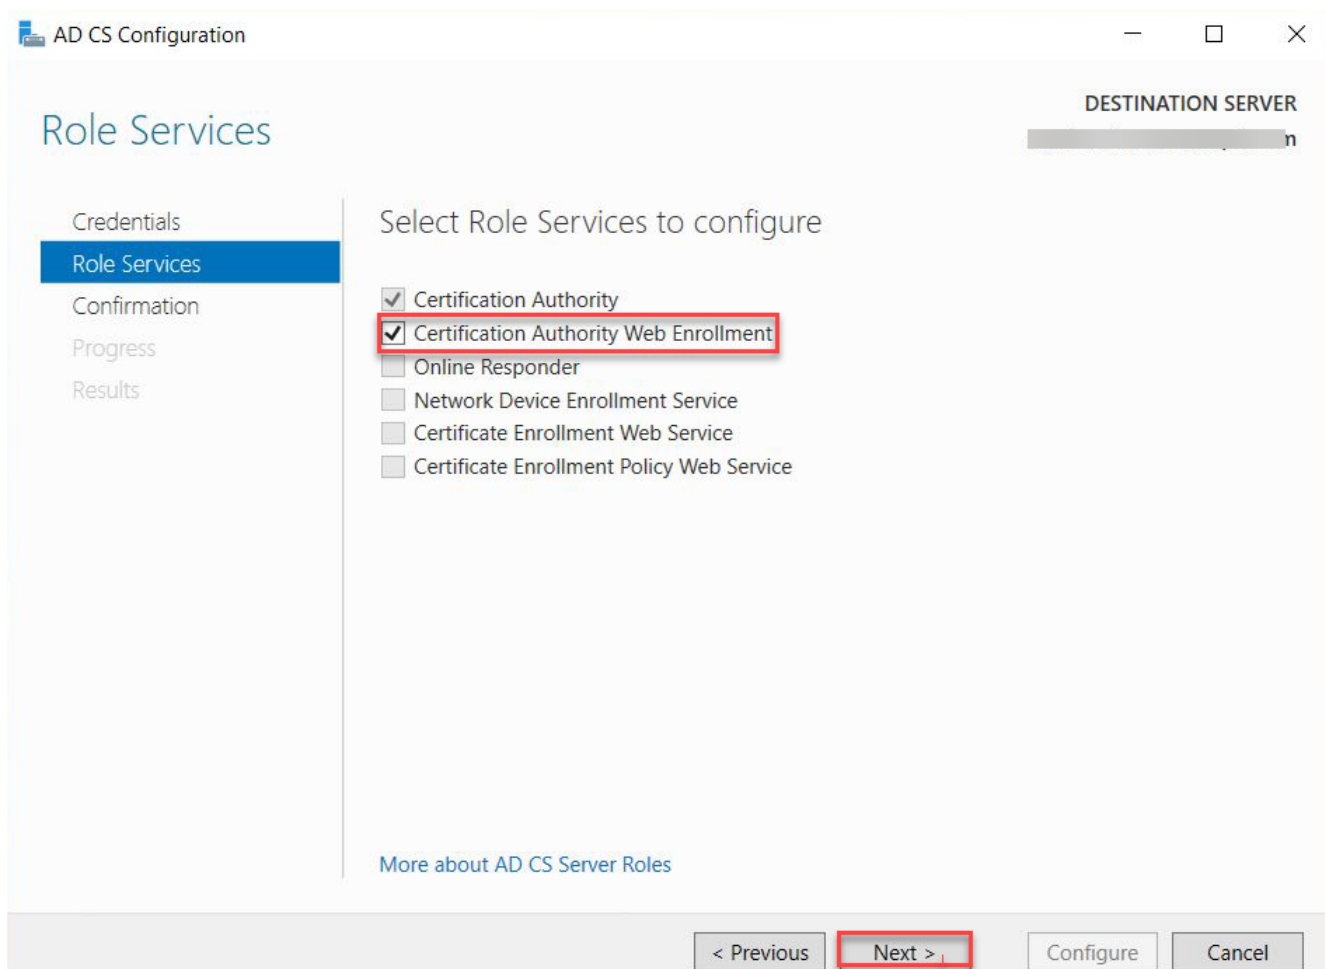 AD CS Configuration
Role Services
DESTINATION SERVER
m
Credentials
Role Services
Confirmation
Progress
Results
Select Role Services to configure
Certification Authority
Certification Authority Web Enrollment
Online Responder
Network Device Enrollment Service
Certificate Enrollment Web Service
Certificate Enrollment Policy Web Service
More about AD CS Server Roles
< Previous
Next >
Configure
Cancel